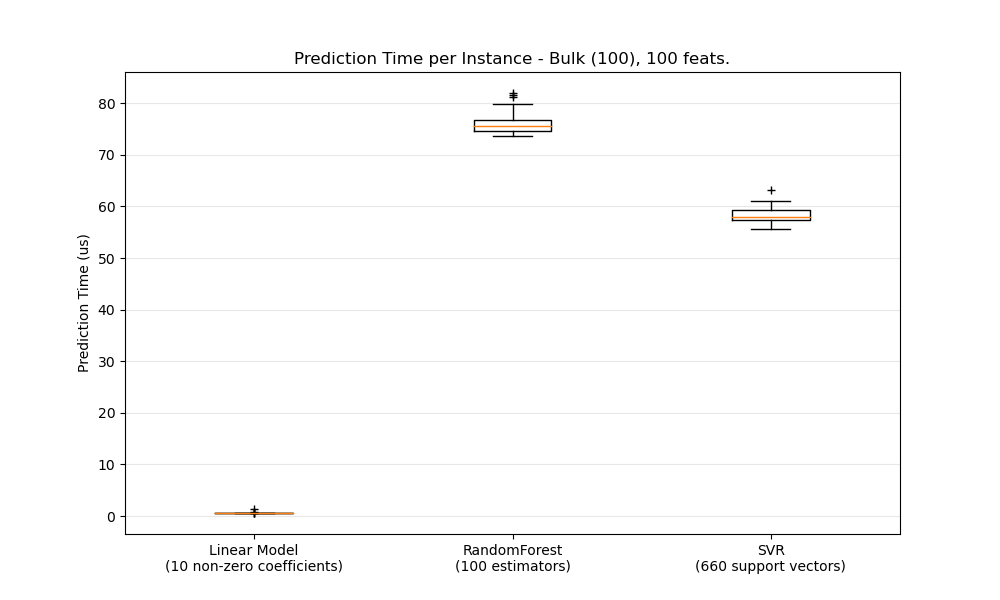 Prediction Time per Instance - Bulk (100), 100 feats.
Prediction Time (us)
80
70
60
50
40
30
20
10
0
Linear Model
(10 non-zero coefficients)
RandomForest
(100 estimators)
SVR
(660 support vectors)